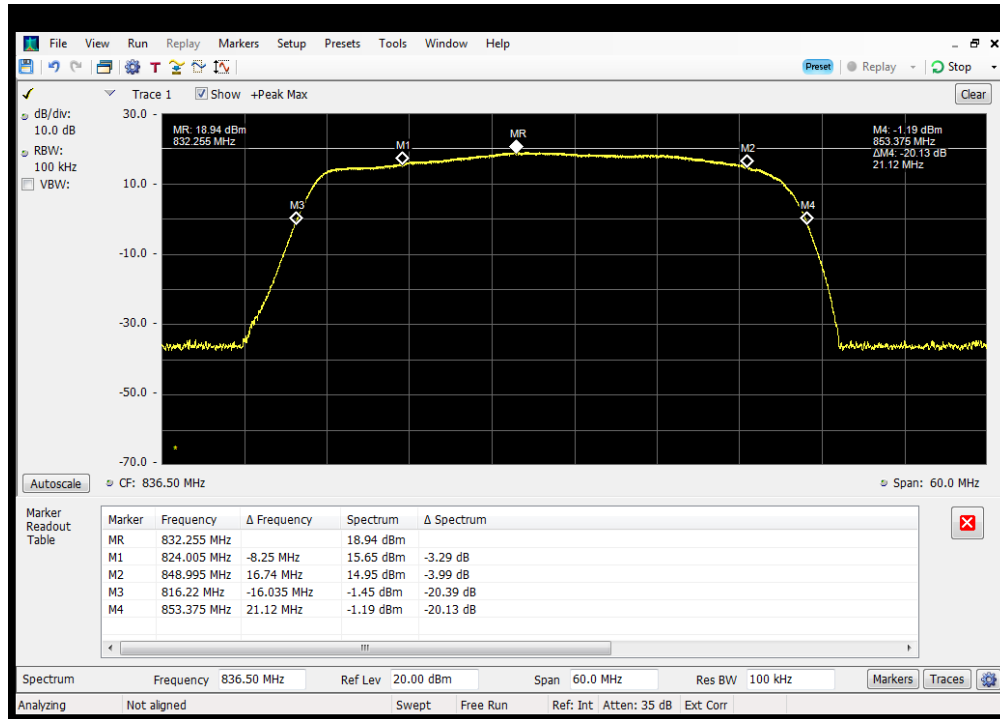 File View Run Replay Markers Setup Presets Tools Window Help
T Preset Replay Stop
Trace 1 Show +Peak Max Clear
dB/div:
10.0 dB
RBW:
100 kHz
VBW:
30.0
10.0
-10.0
-30.0
-50.0
-70.0
MR: 18.94 dBm
832.255 MHz
M4: -1.19 dBm
853.375 MHz
ΔM4: -20.13 dB
21.12 MHz
MR
M1
M2
M3
M4
*
Autoscale CF: 836.50 MHz Span: 60.0 MHz
Marker
Readout
Table
Marker Frequency Δ Frequency Spectrum Δ Spectrum
MR 832.255 MHz 18.94 dBm
M1 824.005 MHz -8.25 MHz 15.65 dBm -3.29 dB
M2 848.995 MHz 16.74 MHz 14.95 dBm -3.99 dB
M3 816.22 MHz -16.035 MHz -1.45 dBm -20.39 dB
M4 853.375 MHz 21.12 MHz -1.19 dBm -20.13 dB
Spectrum Frequency 836.50 MHz Ref Lev 20.00 dBm Span 60.0 MHz Res BW 100 kHz Markers Traces
Analyzing Not aligned Swept Free Run Ref: Int Atten: 35 dB Ext Corr